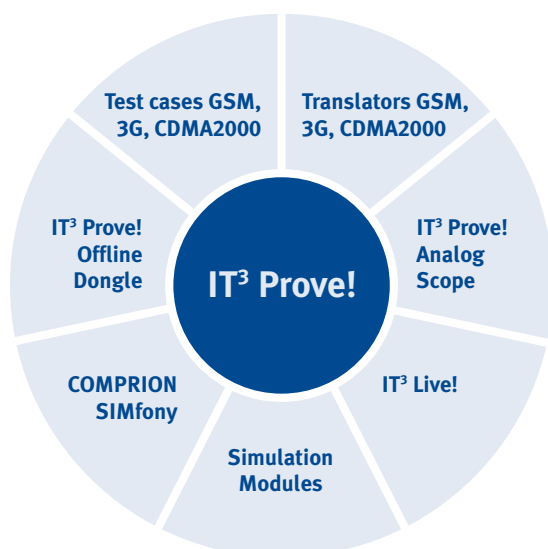 Test cases GSM,
3G, CDMA2000
Translators GSM,
3G, CDMA2000
IT³ Prove!
Offline
Dongle
IT³ Prove!
IT³ Prove!
Analog
Scope
COMPRION
SIMfony
IT³ Live!
Simulation
Modules